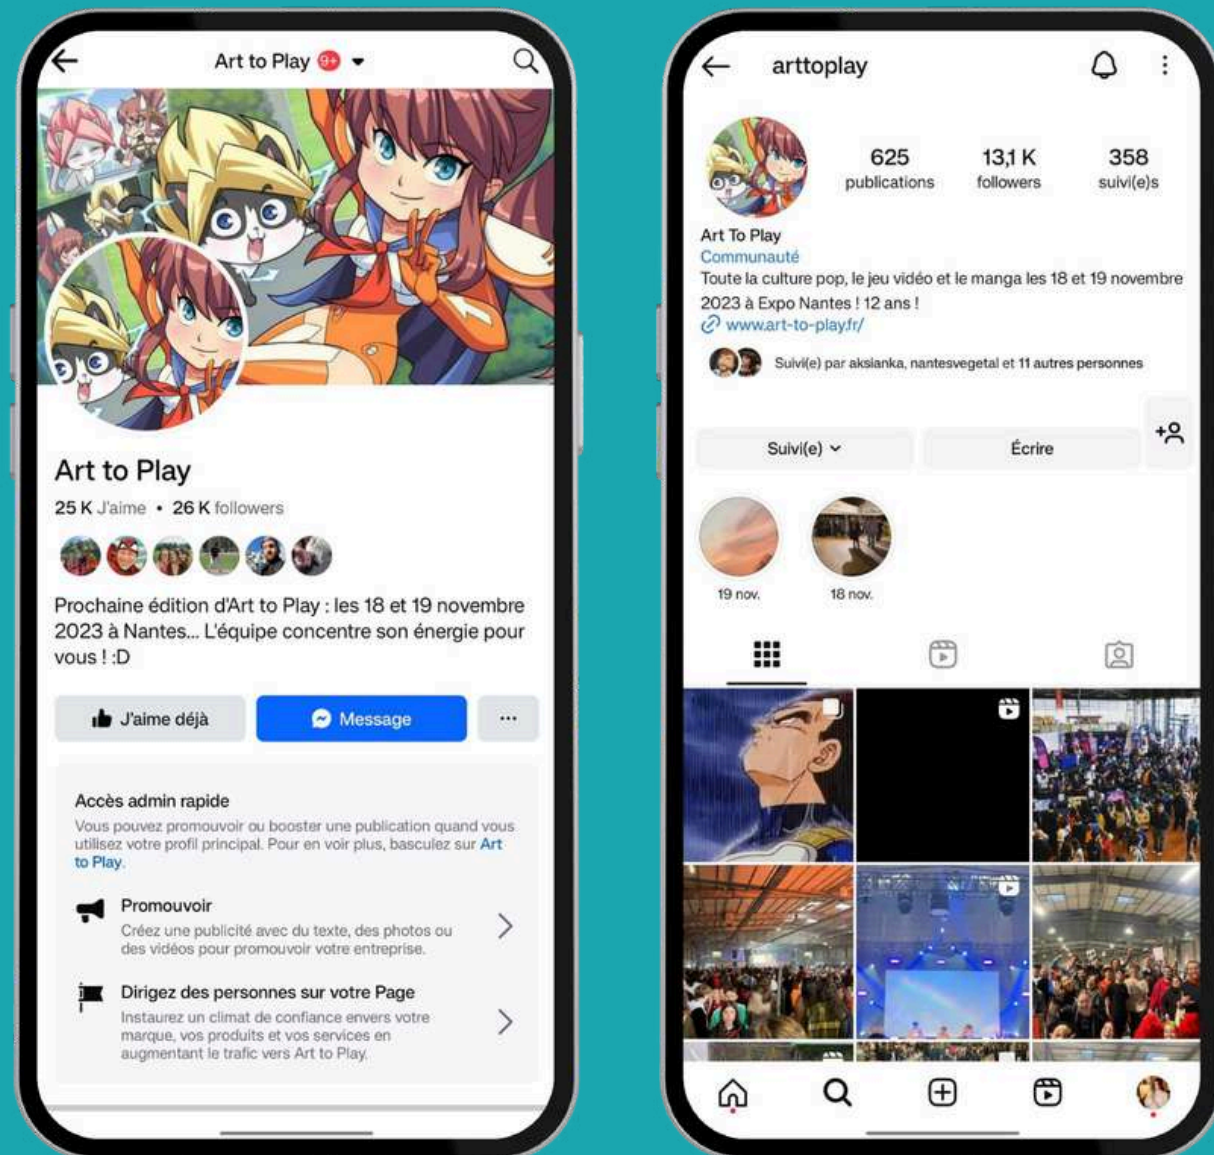 Art to Play 9+
Art to Play
25 K J'aime • 26 K followers
Prochaine édition d'Art to Play : les 18 et 19 novembre
2023 à Nantes... L'équipe concentre son énergie pour
vous ! :D
J'aime déjà
Message
Accès admin rapide
Vous pouvez promouvoir ou booster une publication quand vous
utilisez votre profil principal. Pour en voir plus, basculez sur Art
to Play.
Promouvoir
Créez une publicité avec du texte, des photos ou
des vidéos pour promouvoir votre entreprise.
Dirigez des personnes sur votre Page
Instaurez un climat de confiance envers votre
marque, vos produits et vos services en
augmentant le trafic vers Art to Play.
arttoplay
625 13,1 K 358
publications followers suivi(e)s
Art To Play
Communauté
Toute la culture pop, le jeu vidéo et le manga les 18 et 19 novembre
2023 à Expo Nantes ! 12 ans !
www.art-to-play.fr/
Suivi(e) par aksianka, nantesvegetal et 11 autres personnes
Suivi(e) Écrire
19 nov. 18 nov.